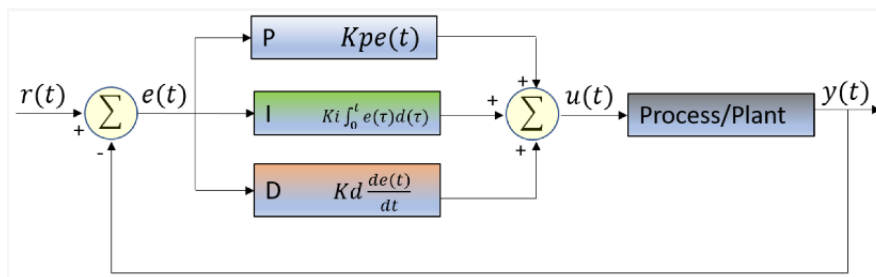 P Kpe(t)
r(t) ∑ e(t) I Ki ∫₀ᵗ e(τ)d(τ) ∑ u(t) Process/Plant y(t)
+ - + + +
D Kd de(t)/dt